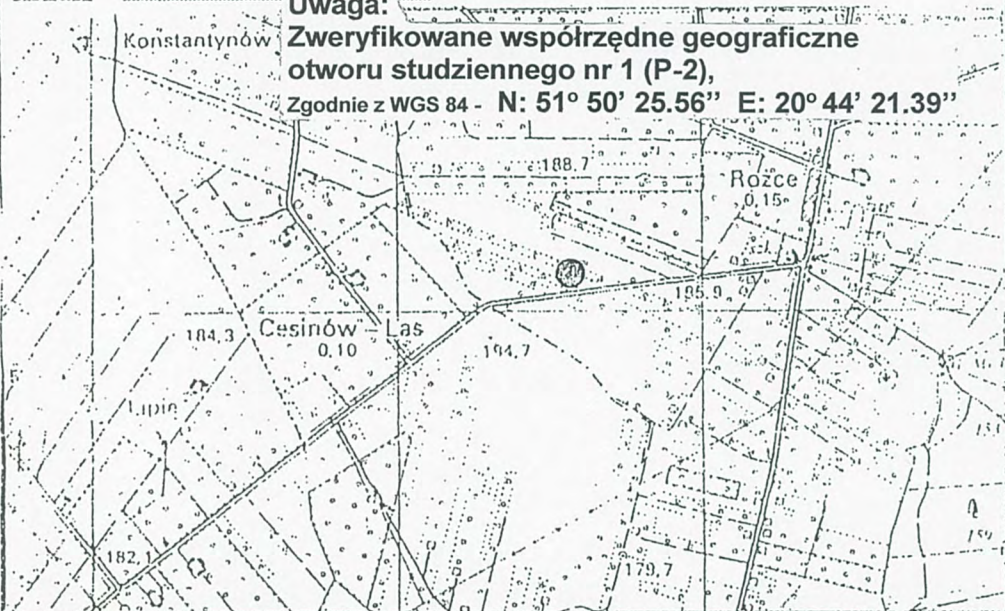 Uwaga:
Konstantynów
Zweryfikowane współrzędne geograficzne
otworu studziennego nr 1 (P-2),
Zgodnie z WGS 84 - N: 51° 50' 25.56" E: 20° 44' 21.39"
188.7
Rożce
0.15
195.9
184.3
Cesinów - Las
0.10
194.7
Lipie
182.1
179.7